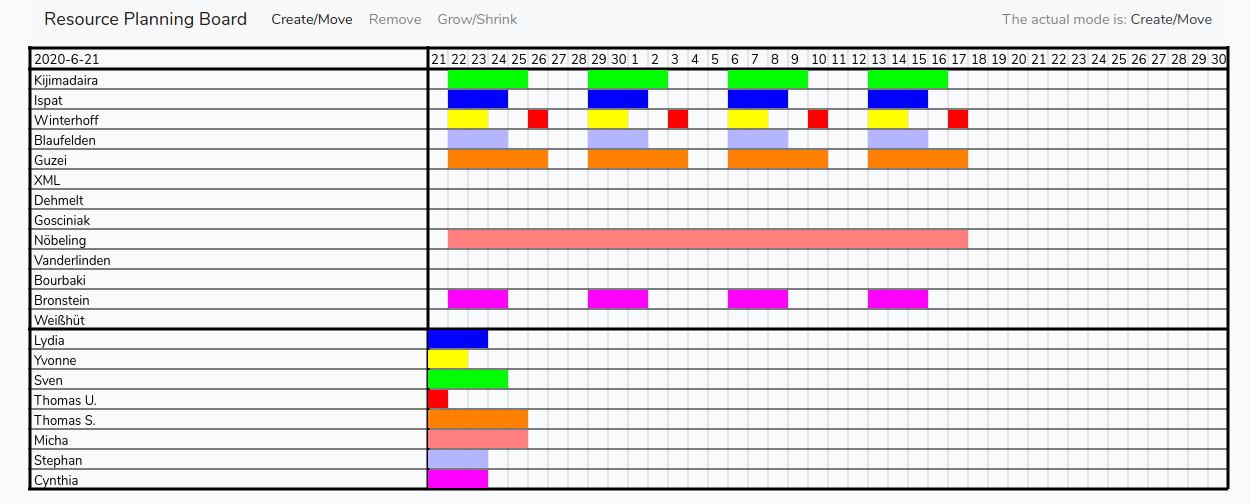 Resource Planning Board Create/Move Remove Grow/Shrink The actual mode is: Create/Move
2020-6-21 21 22 23 24 25 26 27 28 29 30 1 2 3 4 5 6 7 8 9 10 11 12 13 14 15 16 17 18 19 20 21 22 23 24 25 26 27 28 29 30
Kijimadaira
Ispat
Winterhoff
Blaufelden
Guzei
XML
Dehmelt
Gosciniak
Nöbeling
Vanderlinden
Bourbaki
Bronstein
Weißhüt
Lydia
Yvonne
Sven
Thomas U.
Thomas S.
Micha
Stephan
Cynthia